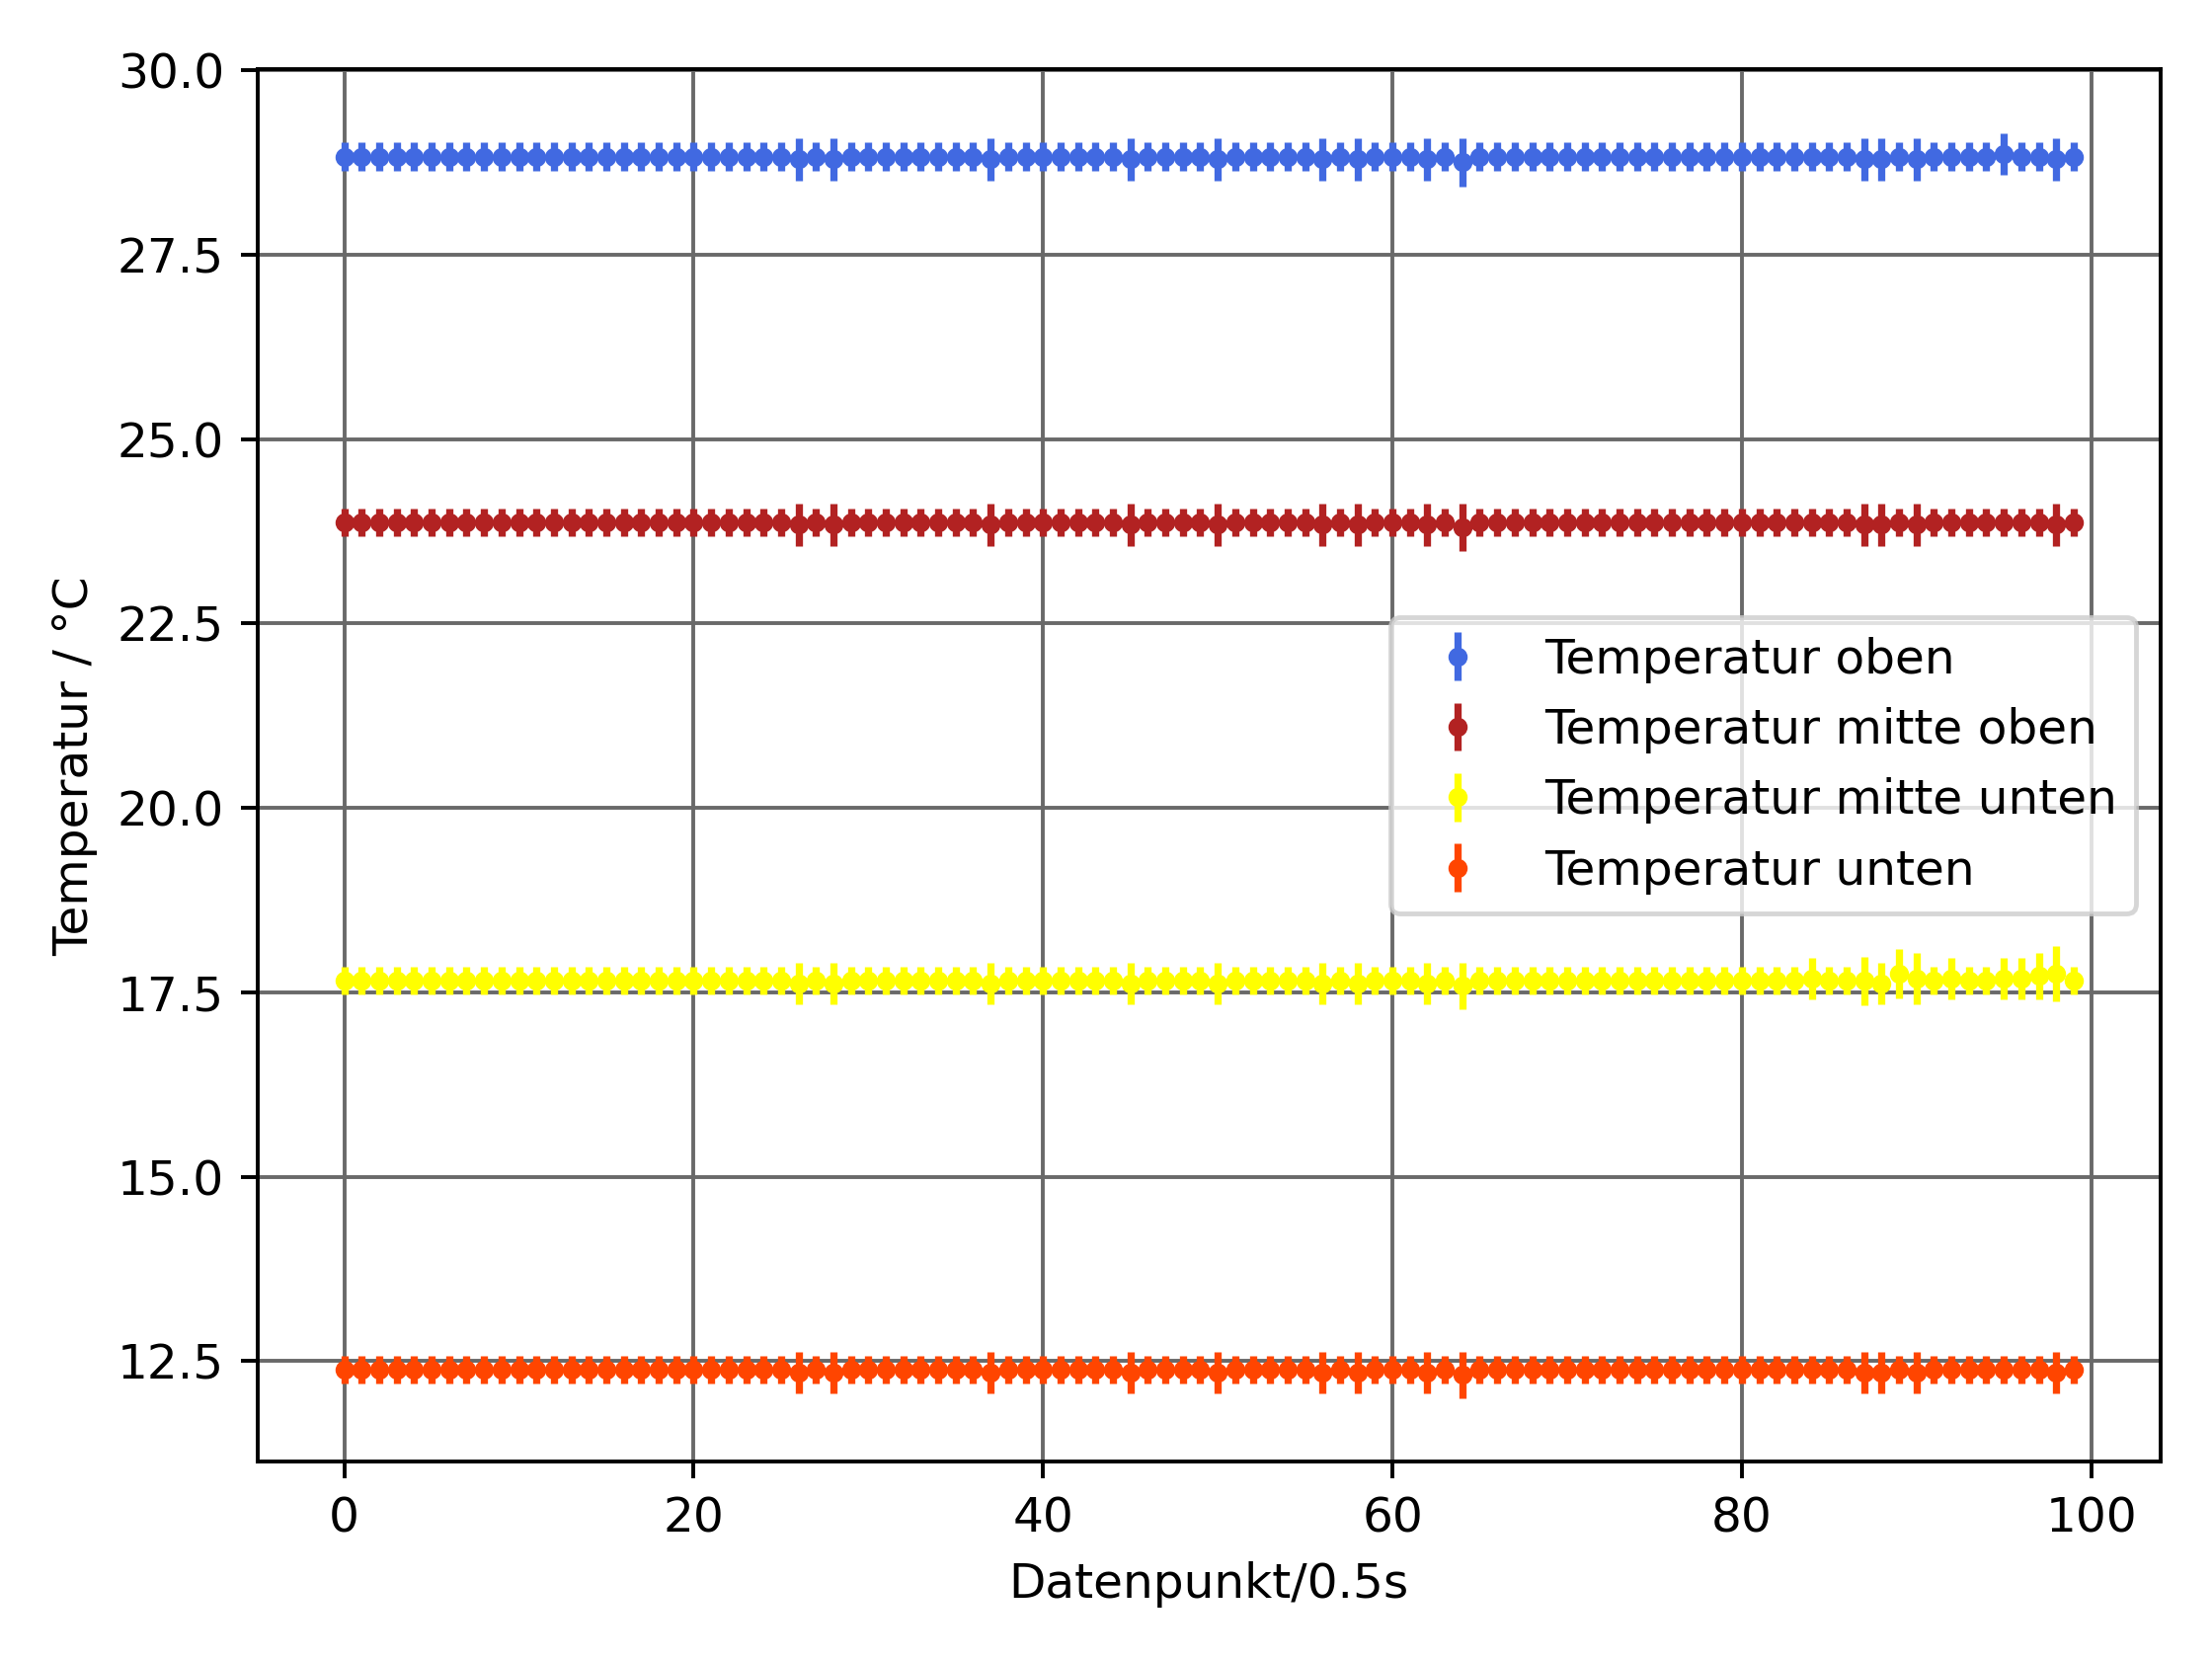 30.0
27.5
25.0
22.5
20.0
17.5
15.0
12.5
Temperatur / °C
Temperatur oben
Temperatur mitte oben
Temperatur mitte unten
Temperatur unten
0 20 40 60 80 100
Datenpunkt/0.5s